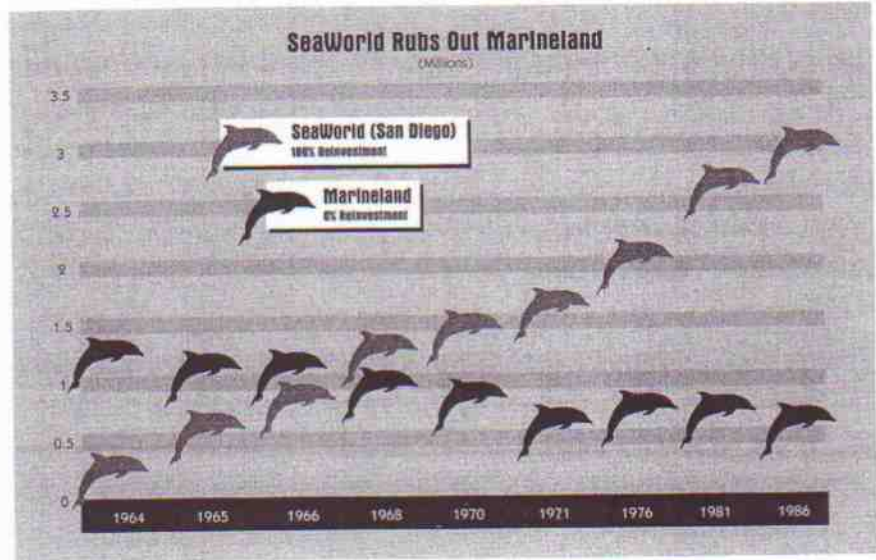 SeaWorld Rubs Out Marineland
(Millions)
3.5
SeaWorld (San Diego)
100% Reinvestment
3
Marineland
0% Reinvestment
2.5
2
1.5
1
0.5
0
1964 1965 1966 1968 1970 1971 1976 1981 1986